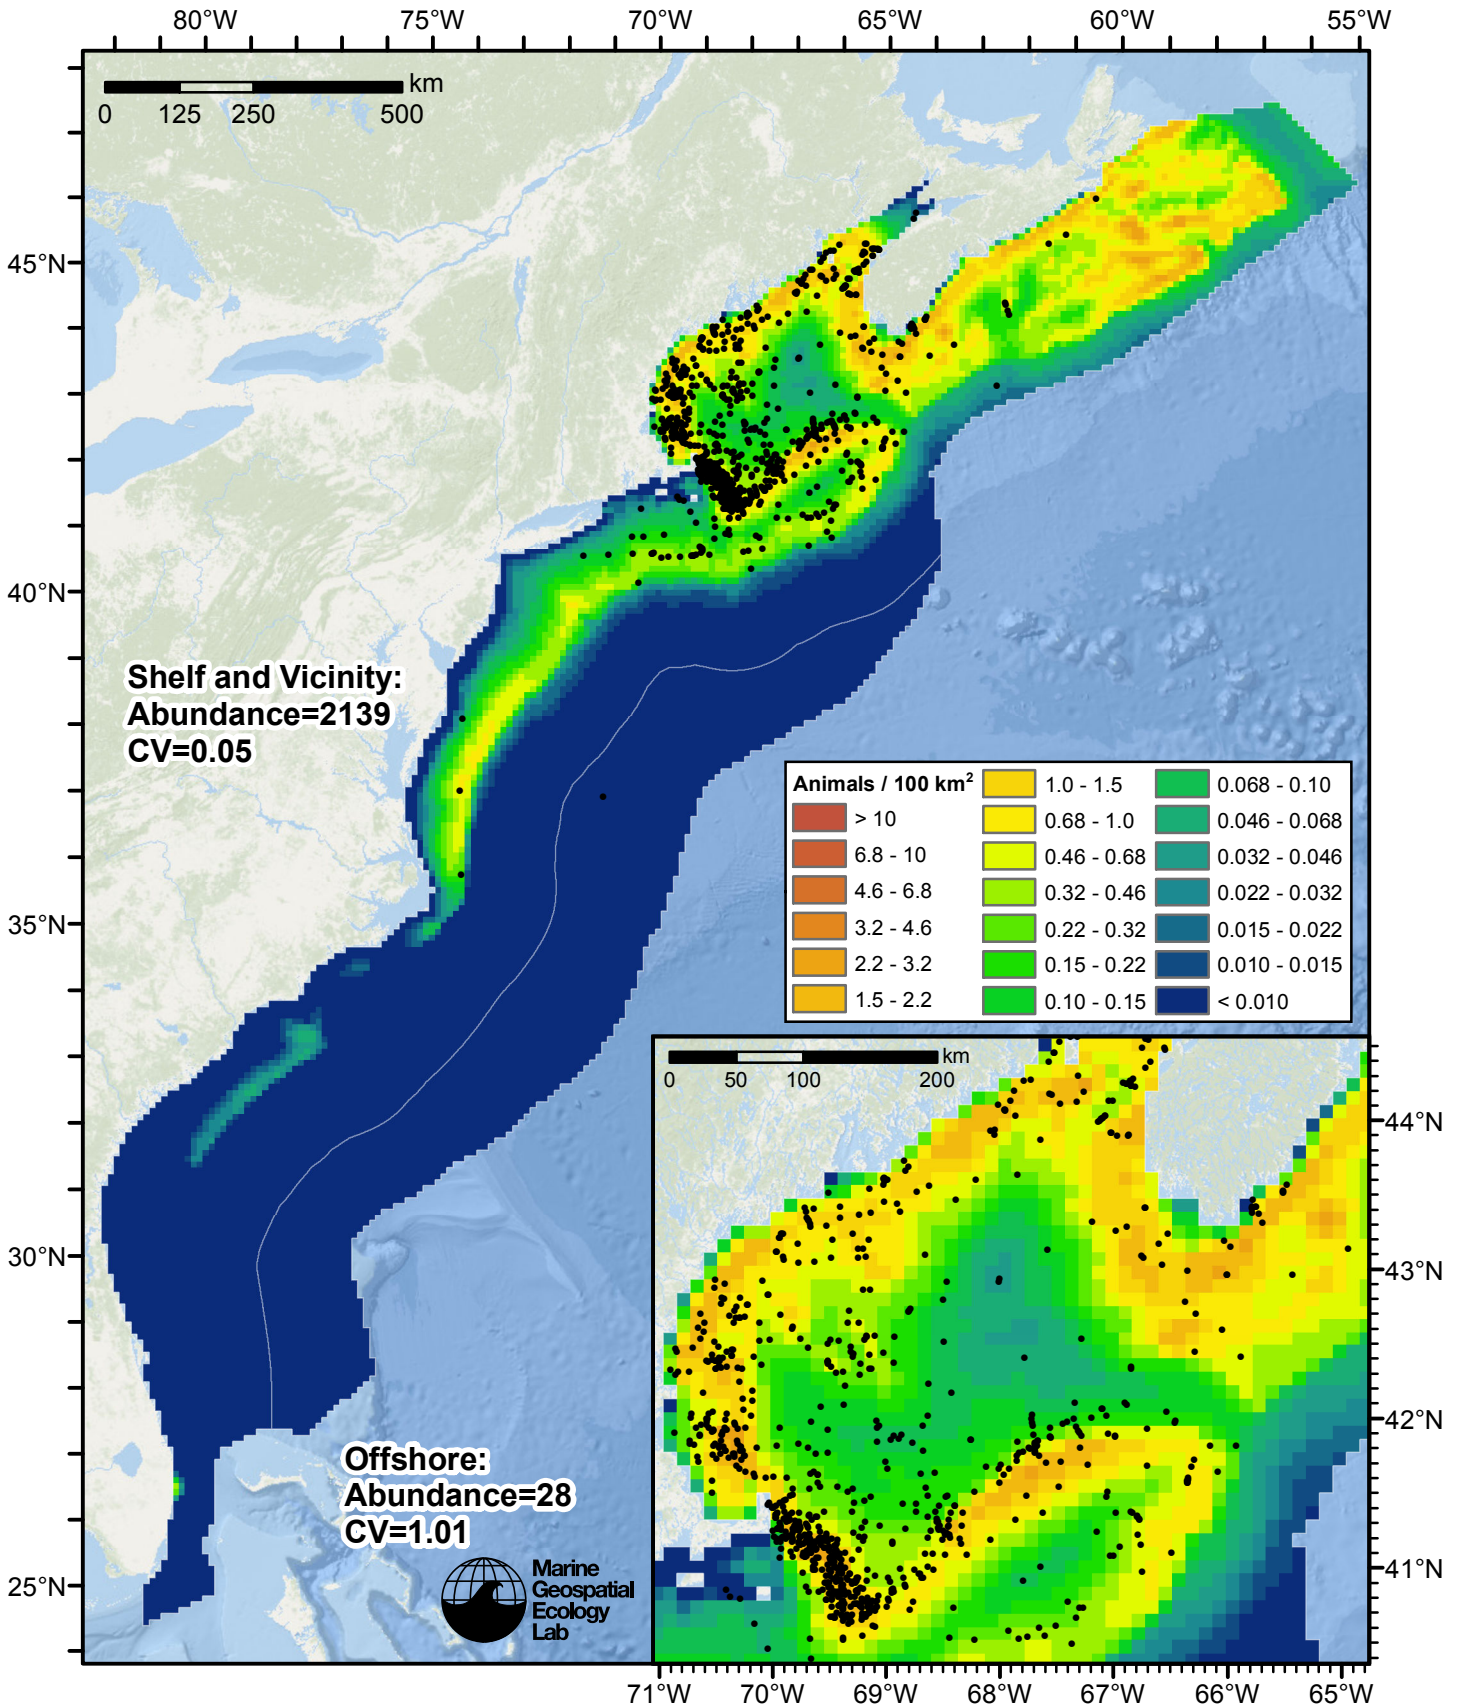 80°W 75°W 70°W 65°W 60°W 55°W
km
0 125 250 500
45°N
40°N
35°N
30°N
25°N
Shelf and Vicinity:
Abundance=2139
CV=0.05
Animals / 100 km²
> 10
6.8 - 10
4.6 - 6.8
3.2 - 4.6
2.2 - 3.2
1.5 - 2.2
1.0 - 1.5
0.68 - 1.0
0.46 - 0.68
0.32 - 0.46
0.22 - 0.32
0.15 - 0.22
0.10 - 0.15
0.068 - 0.10
0.046 - 0.068
0.032 - 0.046
0.022 - 0.032
0.015 - 0.022
0.010 - 0.015
< 0.010
Offshore:
Abundance=28
CV=1.01
Marine
Geospatial
Ecology
Lab
km
0 50 100 200
44°N
43°N
42°N
41°N
71°W 70°W 69°W 68°W 67°W 66°W 65°W